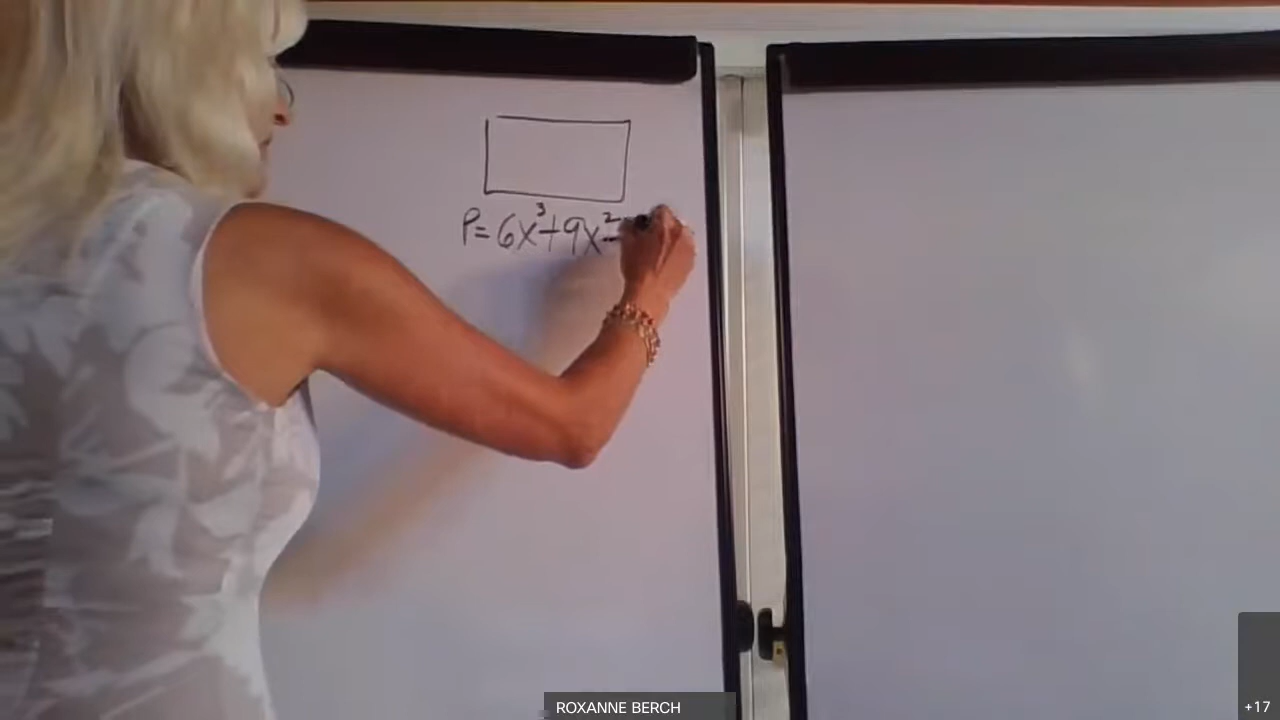 P= 6x³+9x²-
ROXANNE BERCH
+17